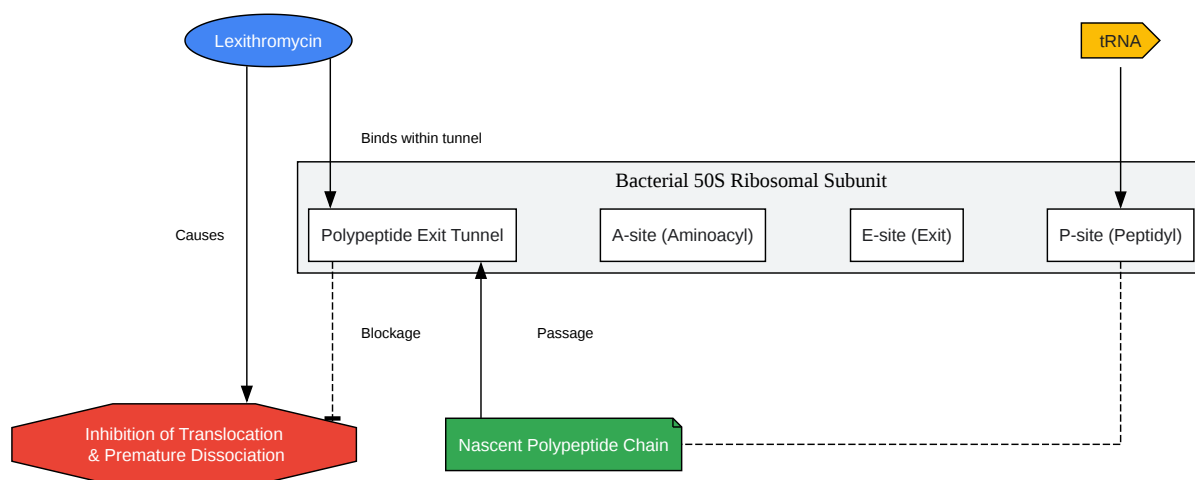 Lexithromycin
tRNA
Binds within tunnel
Bacterial 50S Ribosomal Subunit
Polypeptide Exit Tunnel
A-site (Aminoacyl)
E-site (Exit)
P-site (Peptidyl)
Causes
Blockage
Passage
Inhibition of Translocation
& Premature Dissociation
Nascent Polypeptide Chain